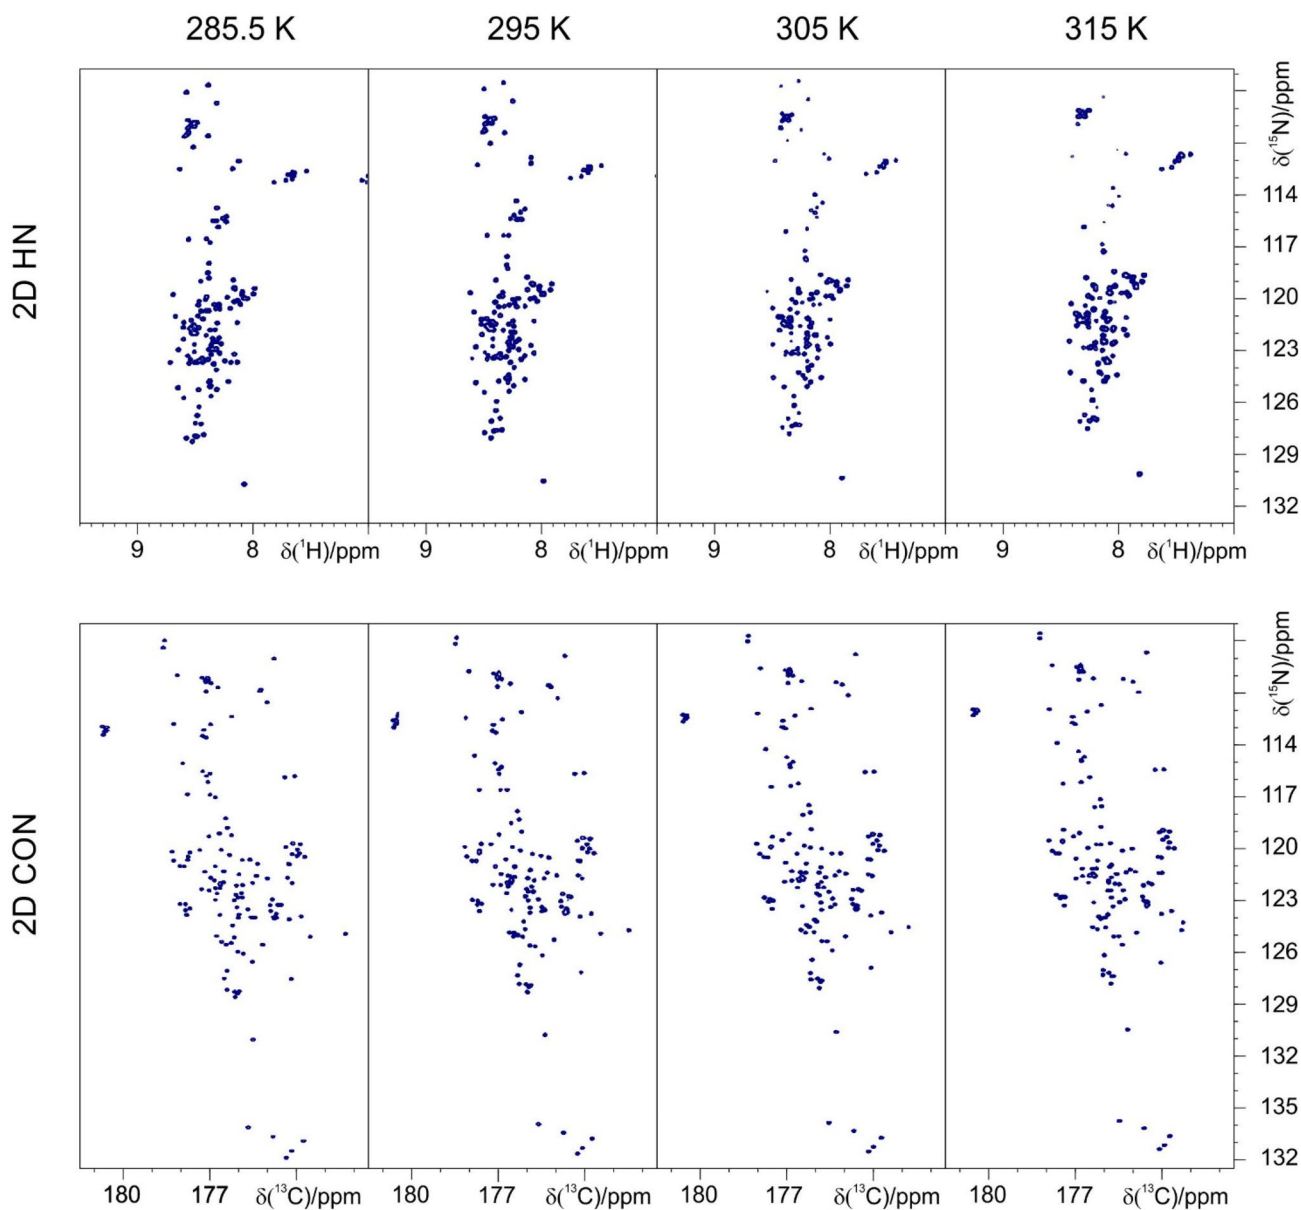 285.5 K 295 K 305 K 315 K
2D HN
δ(¹⁵N)/ppm
114
117
120
123
126
129
132
9 8 δ(¹H)/ppm 9 8 δ(¹H)/ppm 9 8 δ(¹H)/ppm 9 8 δ(¹H)/ppm
2D CON
δ(¹⁵N)/ppm
114
117
120
123
126
129
132
135
132
180 177 δ(¹³C)/ppm 180 177 δ(¹³C)/ppm 180 177 δ(¹³C)/ppm 180 177 δ(¹³C)/ppm